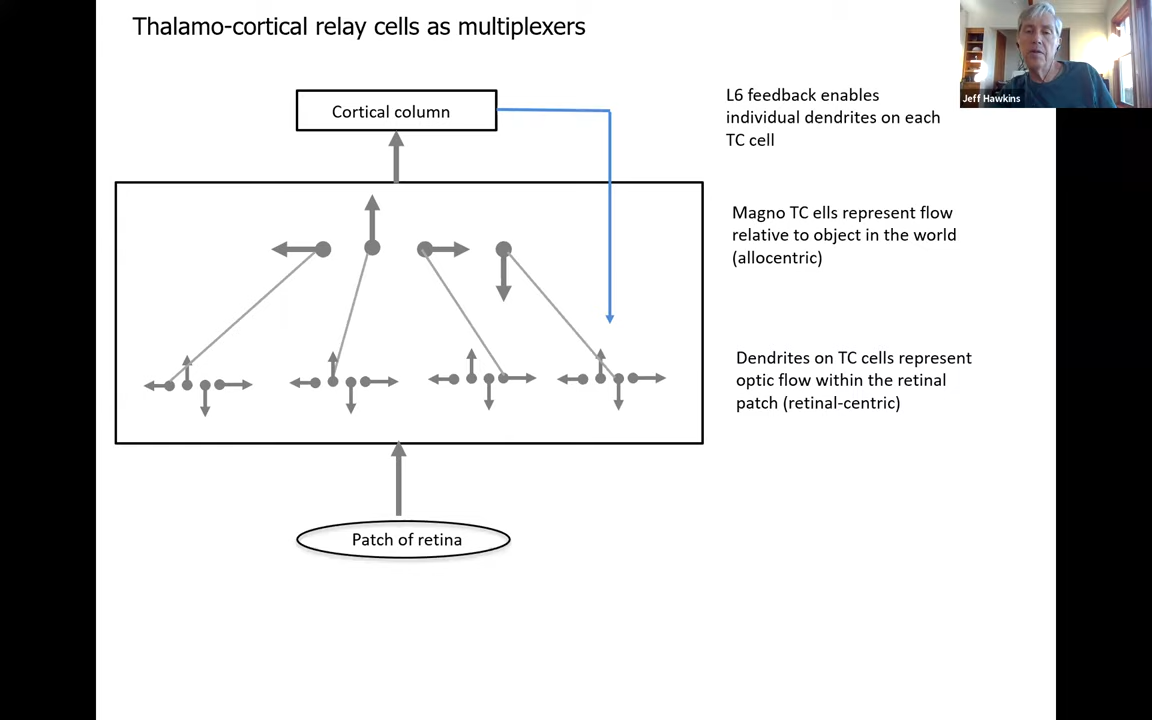 Thalamo-cortical relay cells as multiplexers
Jeff Hawkins
Cortical column
L6 feedback enables
individual dendrites on each
TC cell
Magno TC ells represent flow
relative to object in the world
(allocentric)
Dendrites on TC cells represent
optic flow within the retinal
patch (retinal-centric)
Patch of retina